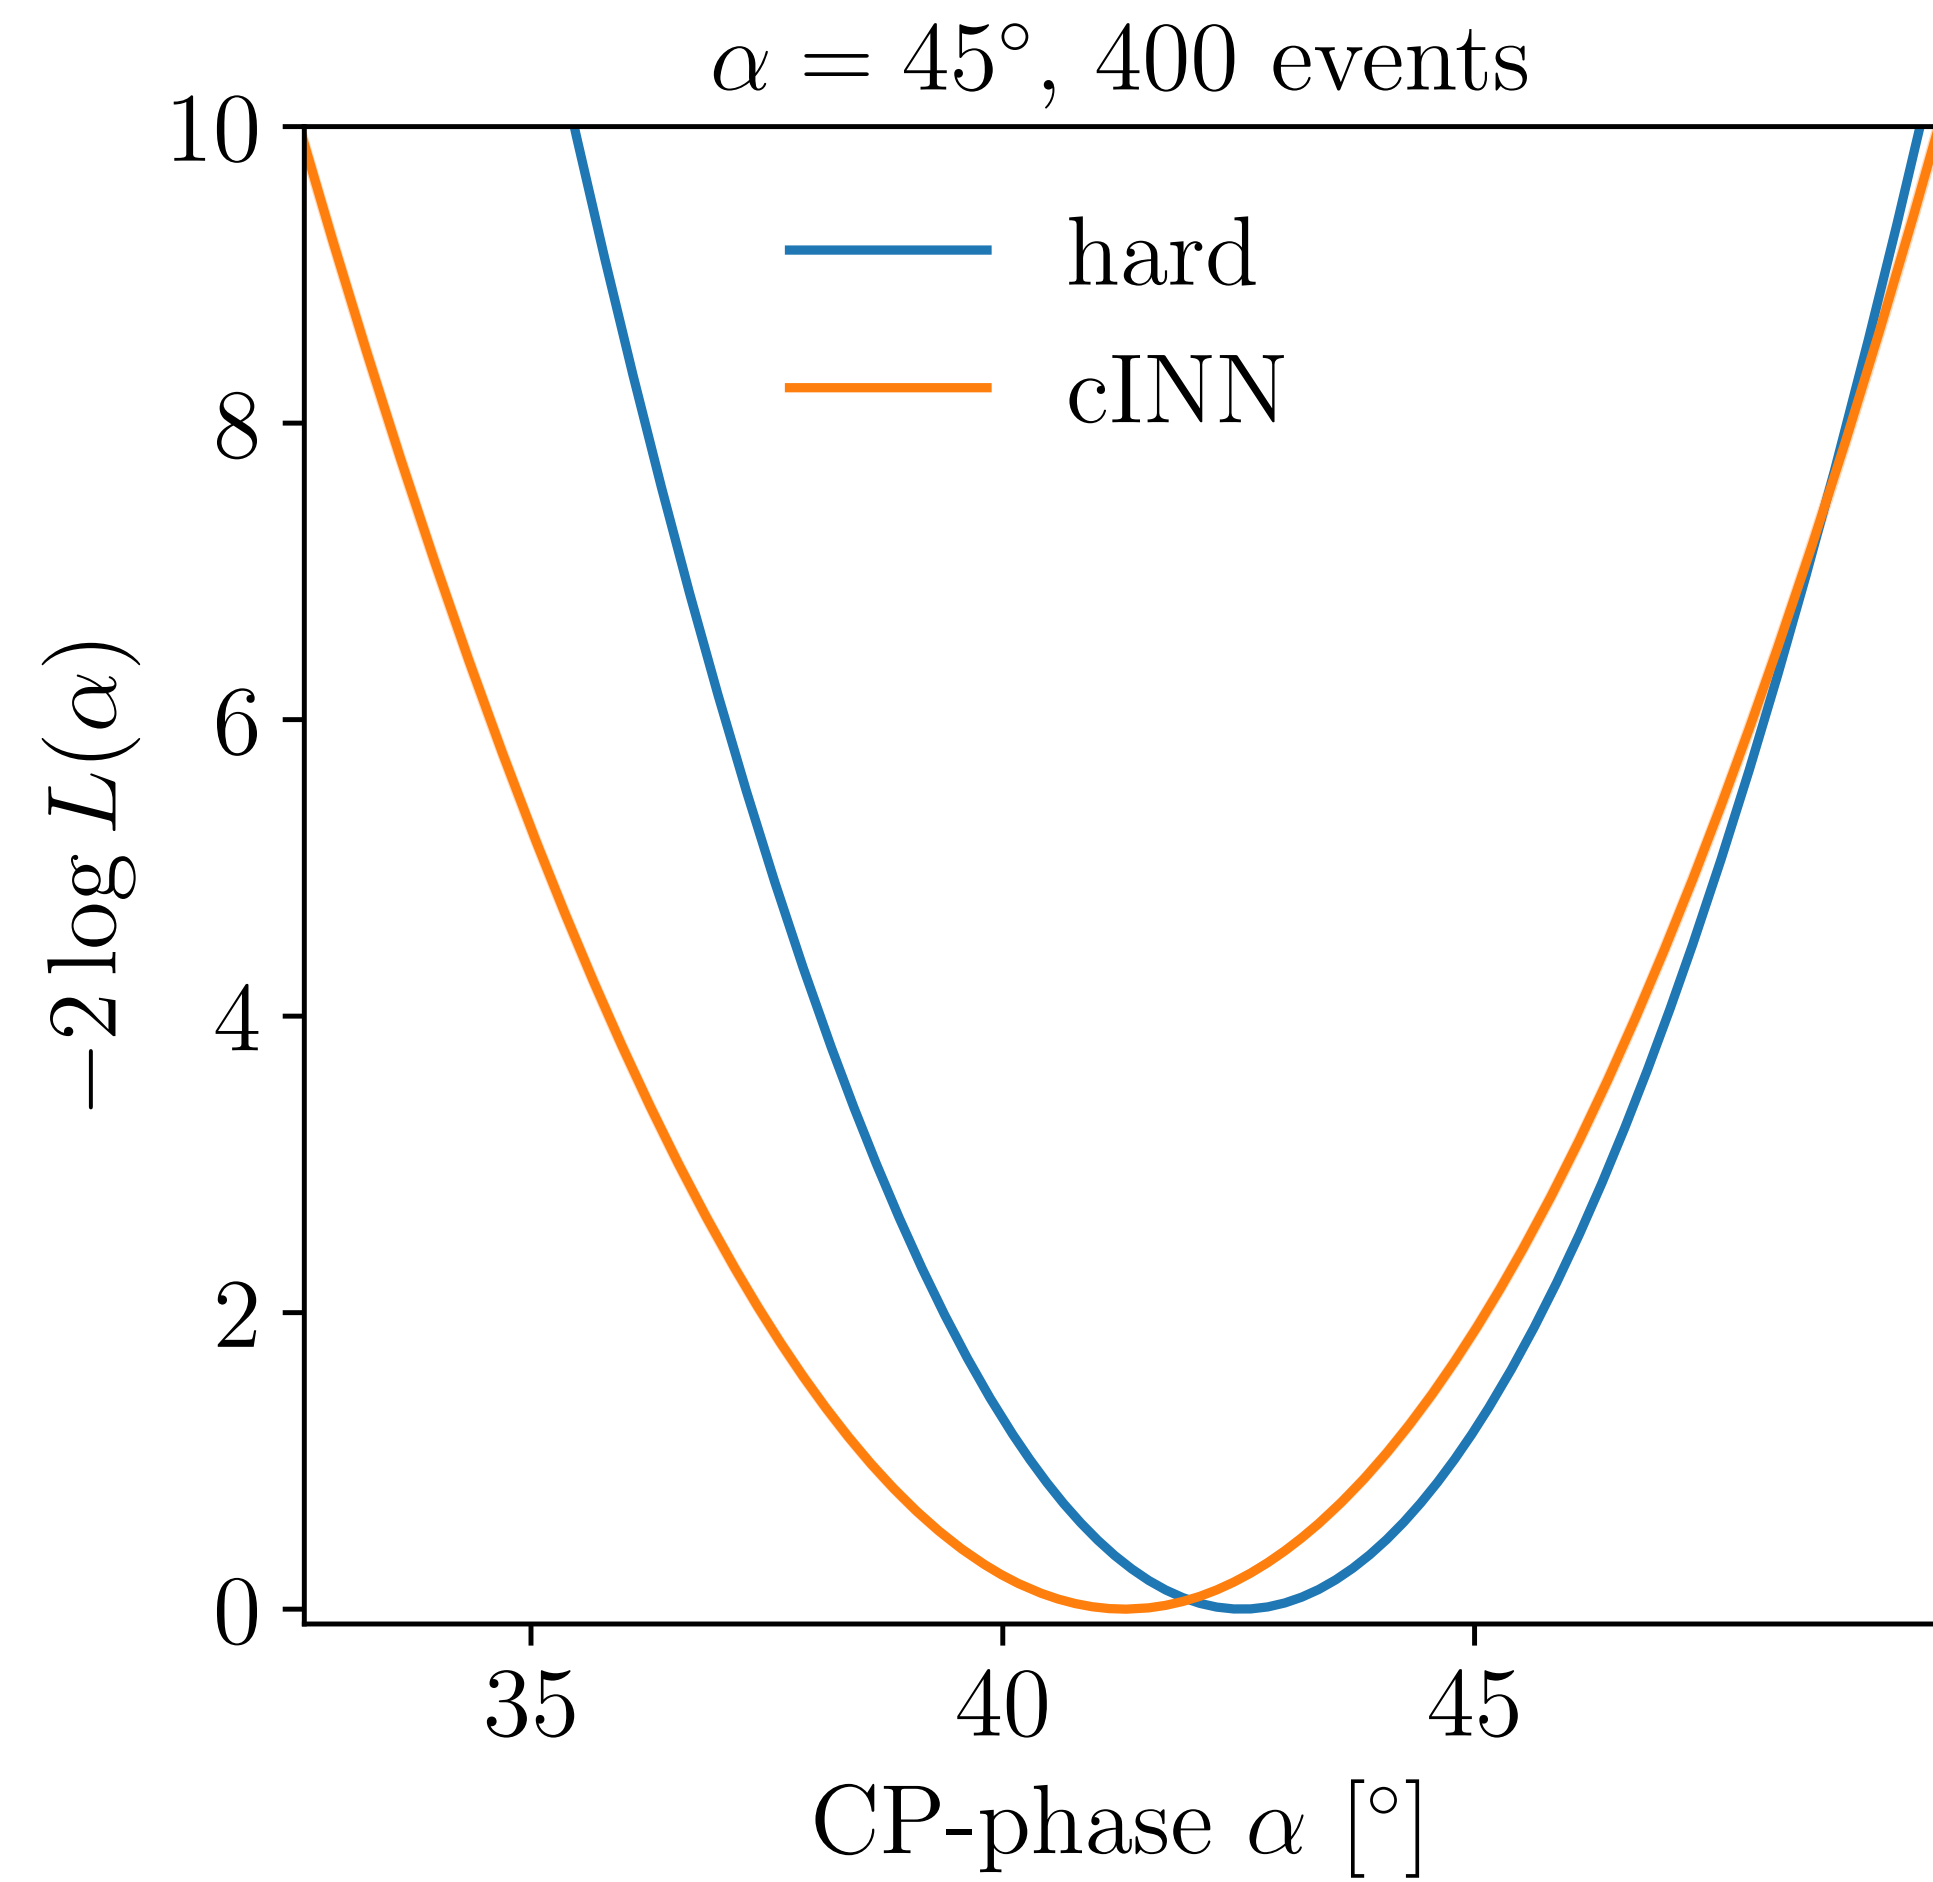 α = 45°, 400 events
10
8
6
4
2
0
−2 log L(α)
hard
cINN
35
40
45
CP-phase α [°]